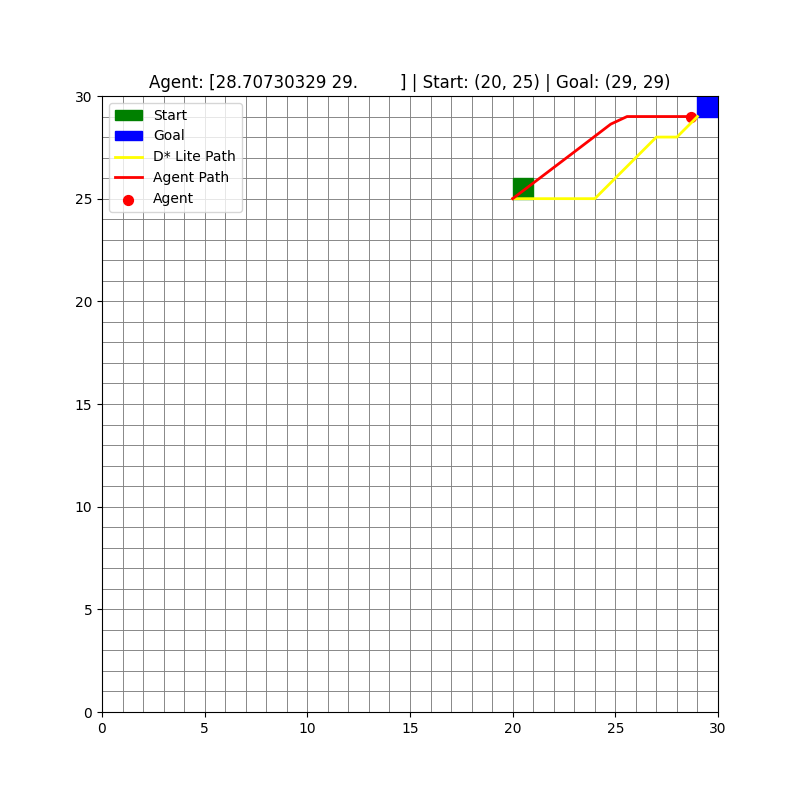 Agent: [28.70730329 29.        ] | Start: (20, 25) | Goal: (29, 29)
30
Start
Goal
D* Lite Path
Agent Path
Agent
25
20
15
10
5
0
0 5 10 15 20 25 30